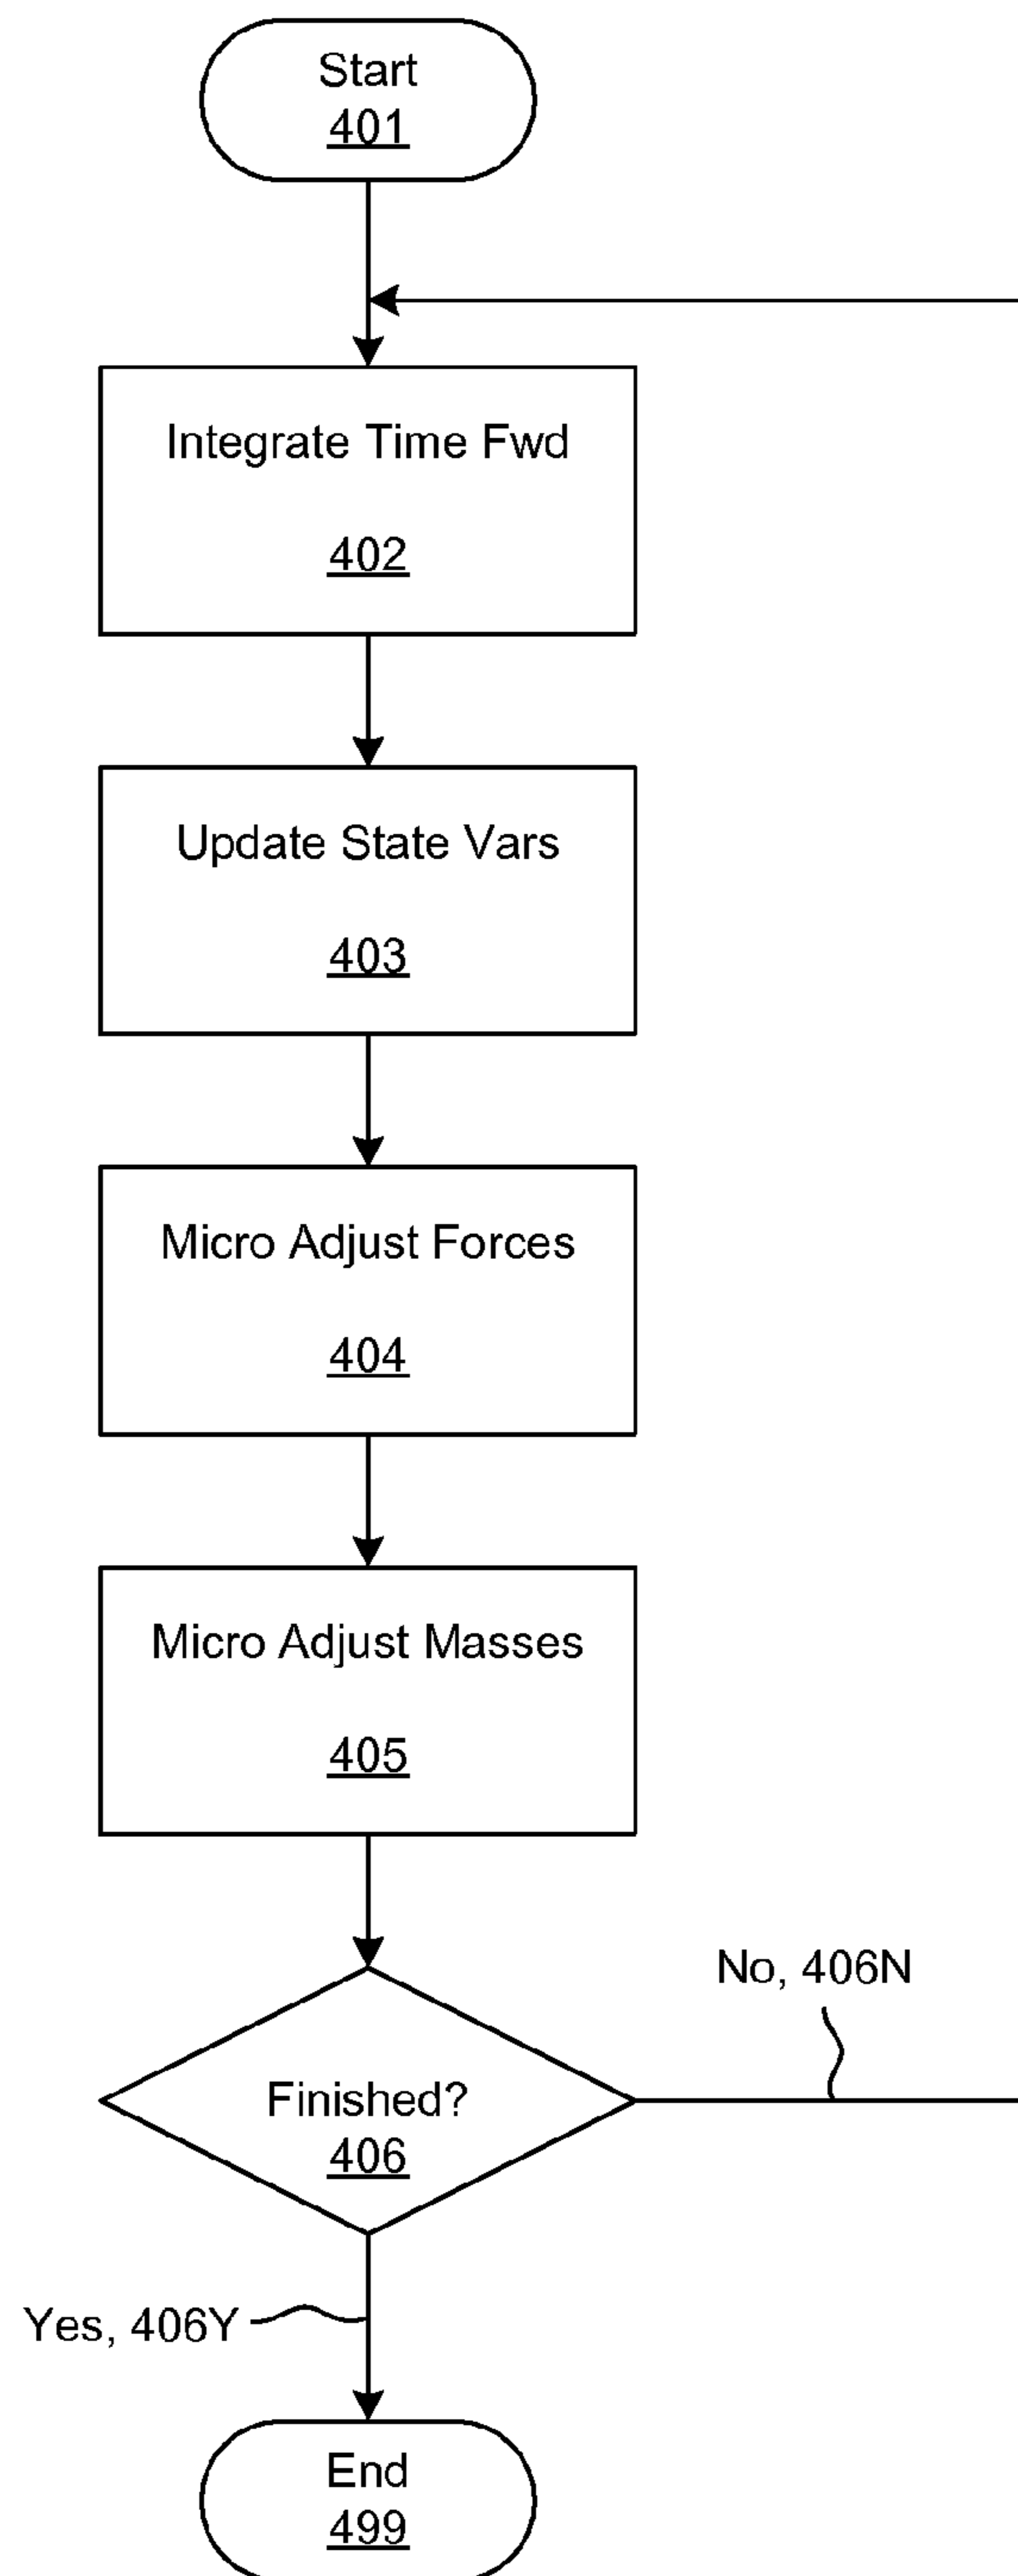 Start
401
Integrate Time Fwd
402
Update State Vars
403
Micro Adjust Forces
404
Micro Adjust Masses
405
No, 406N
Finished?
406
Yes, 406Y
End
499